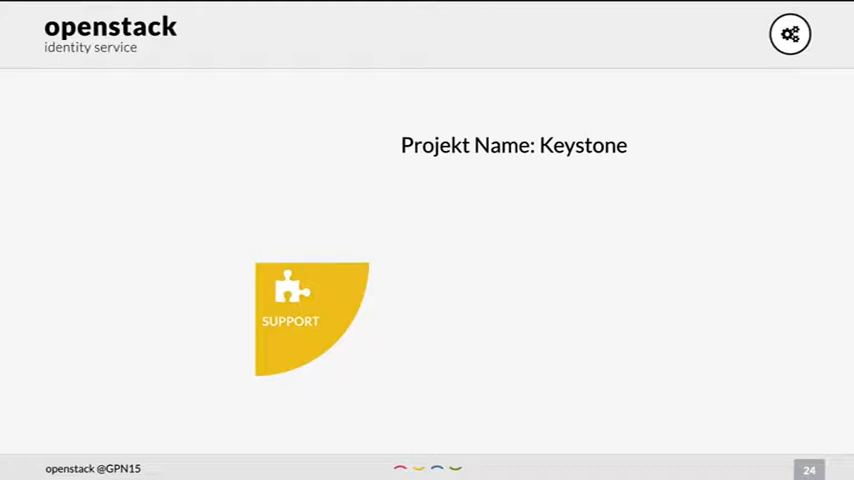 openstack
identity service
Projekt Name: Keystone
SUPPORT
openstack @GPN15
24